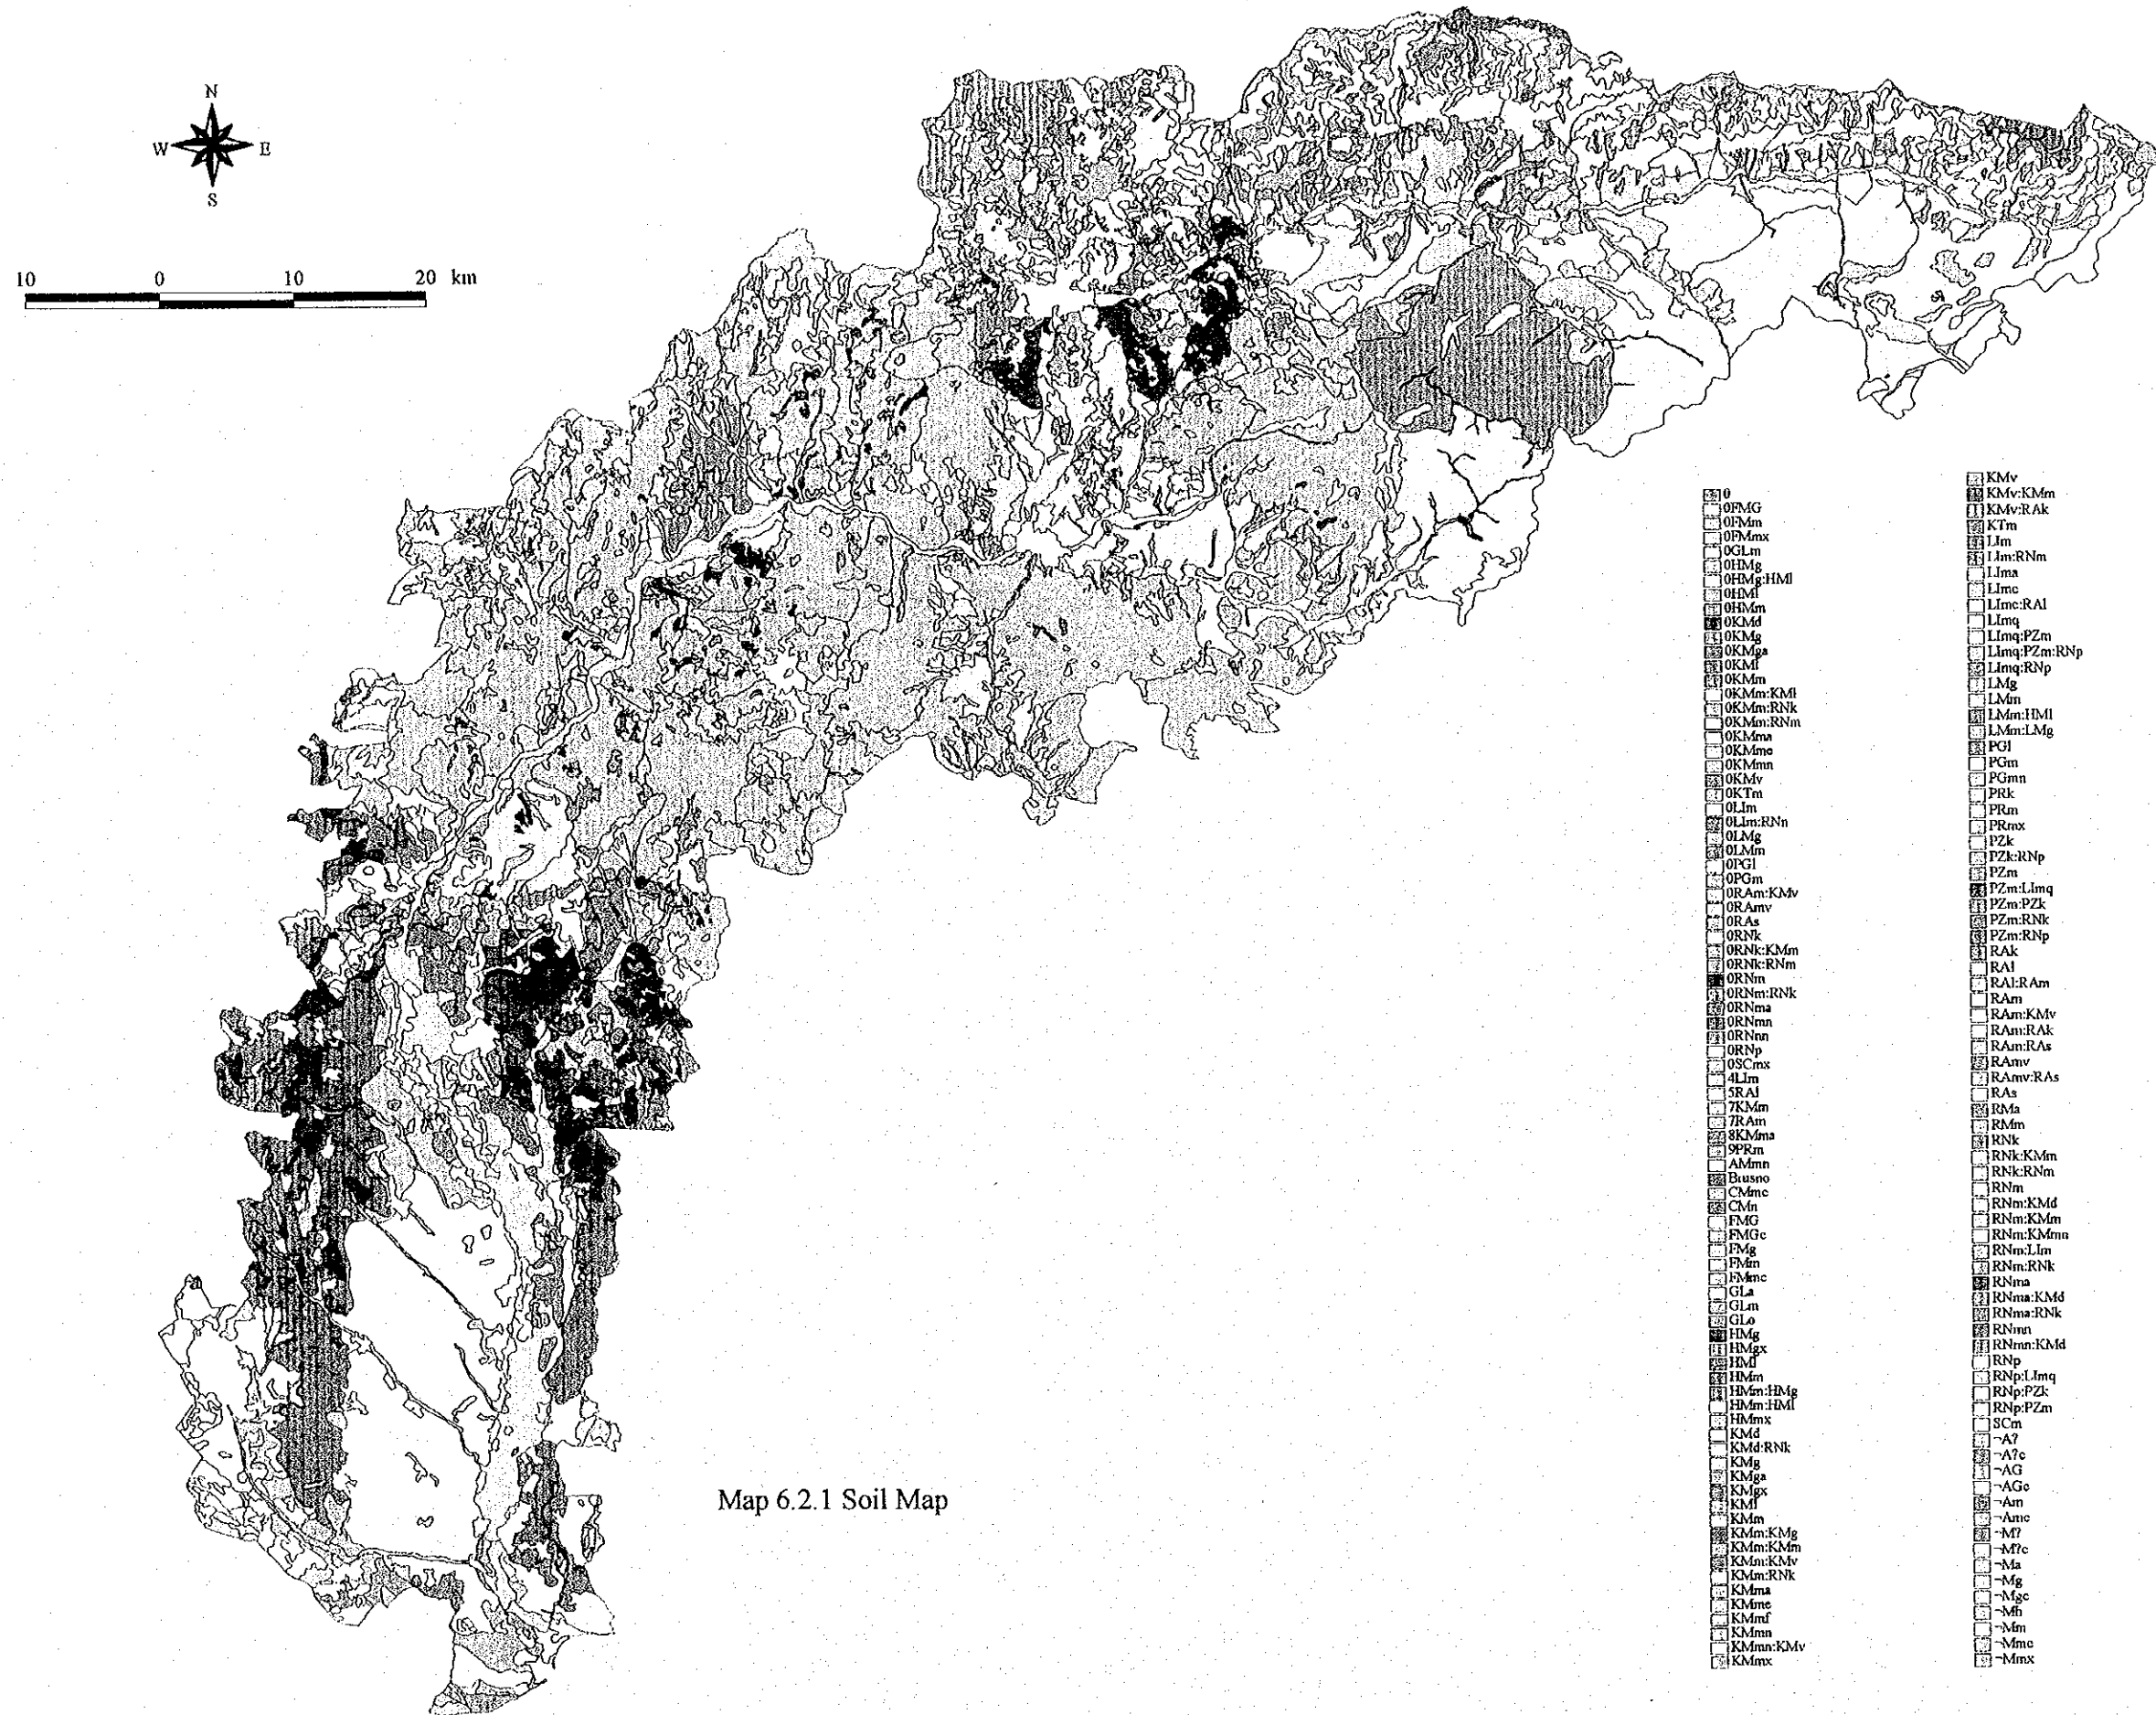 N
W E
S
10 0 10 20 km
0
0FMG
0FMm
0FMmx
0GLm
0HMg
0HMg:HMl
0HMl
0HMm
0KMd
0KMg
0KMga
0KMl
0KMm
0KMm:KMl
0KMm:RNk
0KMm:RNm
0KMma
0KMmc
0KMmn
0KMv
0KTm
0LIm
0LIm:RNn
0LMg
0LMm
0PGl
0PGm
0RAm:KMv
0RAmv
0RAs
0RNk
0RNk:KMm
0RNk:RNm
0RNm
0RNm:RNk
0RNma
0RNmn
0RNnn
0RNp
0SCmx
4LIm
5RAl
7KMm
7RAm
8KMma
9PRm
AMmn
Brusno
CMmc
CMn
FMG
FMGc
FMg
FMm
FMmc
GLa
GLm
GLo
HMg
HMgx
HMl
HMm
HMm:HMg
HMm:HMl
HMmx
KMd
KMd:RNk
KMg
KMga
KMgx
KMl
KMm
KMm:KMg
KMm:KMm
KMm:KMv
KMm:RNk
KMma
KMmc
KMmf
KMmn
KMmn:KMv
KMmx
KMv
KMv:KMm
KMv:RAk
KTm
LIm
LIm:RNm
LIma
LImc
LImc:RAl
LImq
LImq:PZm
LImq:PZm:RNp
LImq:RNp
LMg
LMm
LMm:HMl
LMm:LMg
PGl
PGm
PGmn
PRk
PRm
PRmx
PZk
PZk:RNp
PZm
PZm:LImq
PZm:PZk
PZm:RNk
PZm:RNp
RAk
RAl
RAl:RAm
RAm
RAm:KMv
RAm:RAk
RAm:RAs
RAmv
RAmv:RAs
RAs
RMa
RMm
RNk
RNk:KMm
RNk:RNm
RNm
RNm:KMd
RNm:KMm
RNm:KMmn
RNm:LIm
RNm:RNk
RNma
RNma:KMd
RNma:RNk
RNmn
RNmn:KMd
RNp
RNp:LImq
RNp:PZk
RNp:PZm
SCm
¬A?
¬A?c
¬AG
¬AGc
¬Am
¬Amc
¬M?
¬M?c
¬Ma
¬Mg
¬Mgc
¬Mh
¬Mm
¬Mmc
¬Mmx
Map 6.2.1 Soil Map